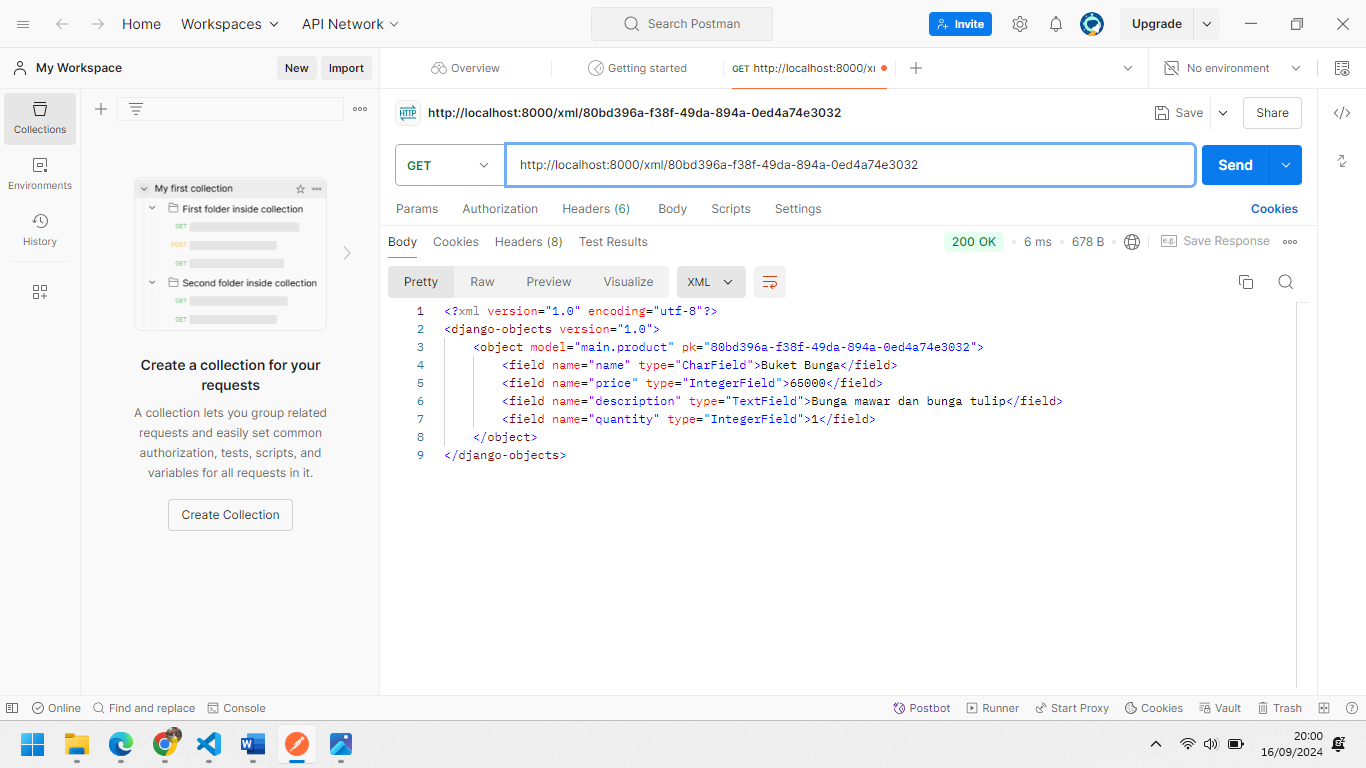 Home Workspaces API Network Search Postman Invite Upgrade
My Workspace New Import Overview Getting started GET http://localhost:8000/xm No environment
Collections
Environments
History
My first collection
First folder inside collection
GET
POST
GET
Second folder inside collection
GET
GET
Create a collection for your
requests
A collection lets you group related
requests and easily set common
authorization, tests, scripts, and
variables for all requests in it.
Create Collection
HTTP http://localhost:8000/xml/80bd396a-f38f-49da-894a-0ed4a74e3032 Save Share
GET http://localhost:8000/xml/80bd396a-f38f-49da-894a-0ed4a74e3032 Send
Params Authorization Headers (6) Body Scripts Settings Cookies
Body Cookies Headers (8) Test Results 200 OK • 6 ms • 678 B • e.g. Save Response
Pretty Raw Preview Visualize XML
1 <?xml version="1.0" encoding="utf-8"?>
2 <django-objects version="1.0">
3 <object model="main.product" pk="80bd396a-f38f-49da-894a-0ed4a74e3032">
4 <field name="name" type="CharField">Buket Bunga</field>
5 <field name="price" type="IntegerField">65000</field>
6 <field name="description" type="TextField">Bunga mawar dan bunga tulip</field>
7 <field name="quantity" type="IntegerField">1</field>
8 </object>
9 </django-objects>
Online Find and replace Console Postbot Runner Start Proxy Cookies Vault Trash
20:00
16/09/2024